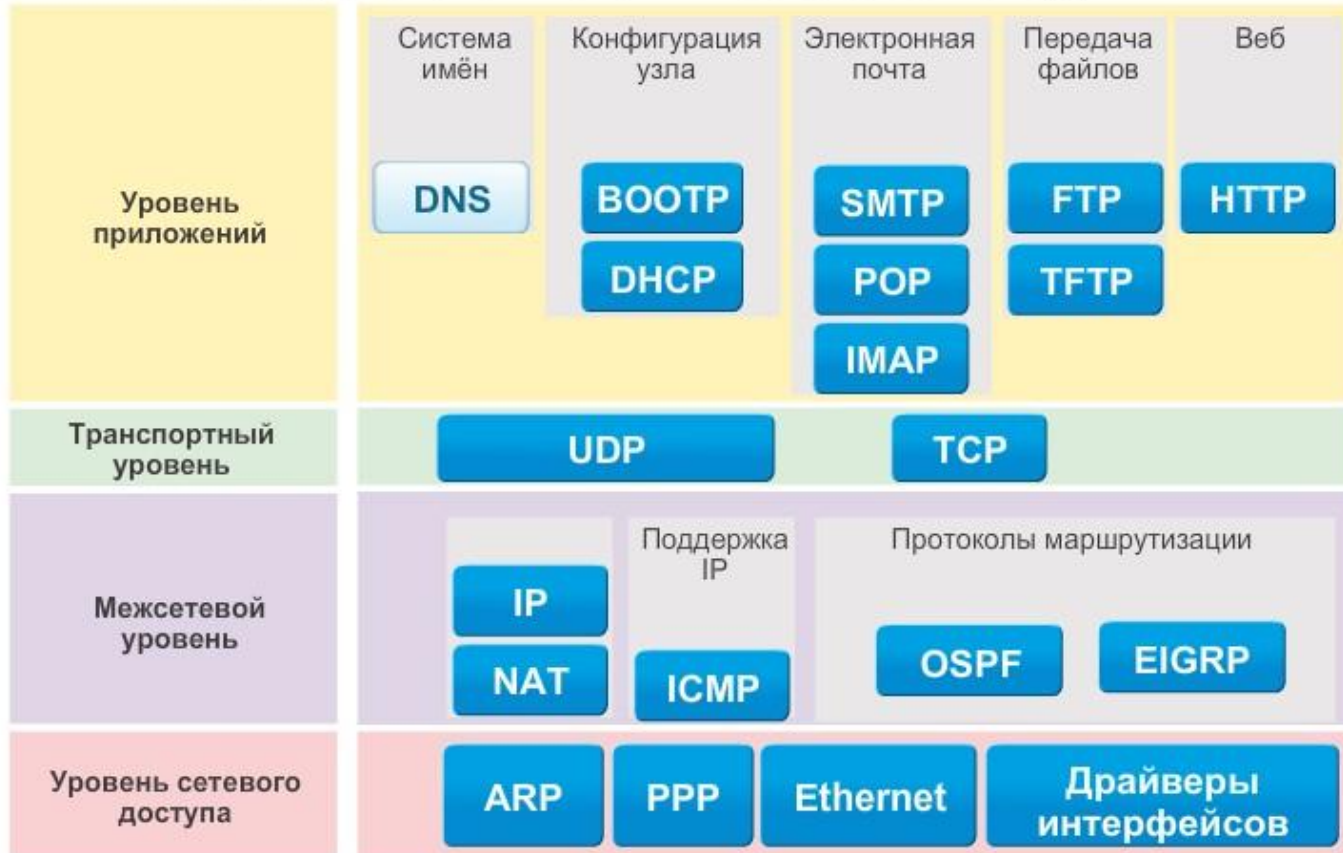 Система
имён
Конфигурация
узла
Электронная
почта
Передача
файлов
Веб
Уровень
приложений
DNS
BOOTP
DHCP
SMTP
POP
IMAP
FTP
TFTP
HTTP
Транспортный
уровень
UDP
TCP
Межсетевой
уровень
IP
NAT
Поддержка
IP
ICMP
Протоколы маршрутизации
OSPF
EIGRP
Уровень сетевого
доступа
ARP
PPP
Ethernet
Драйверы
интерфейсов